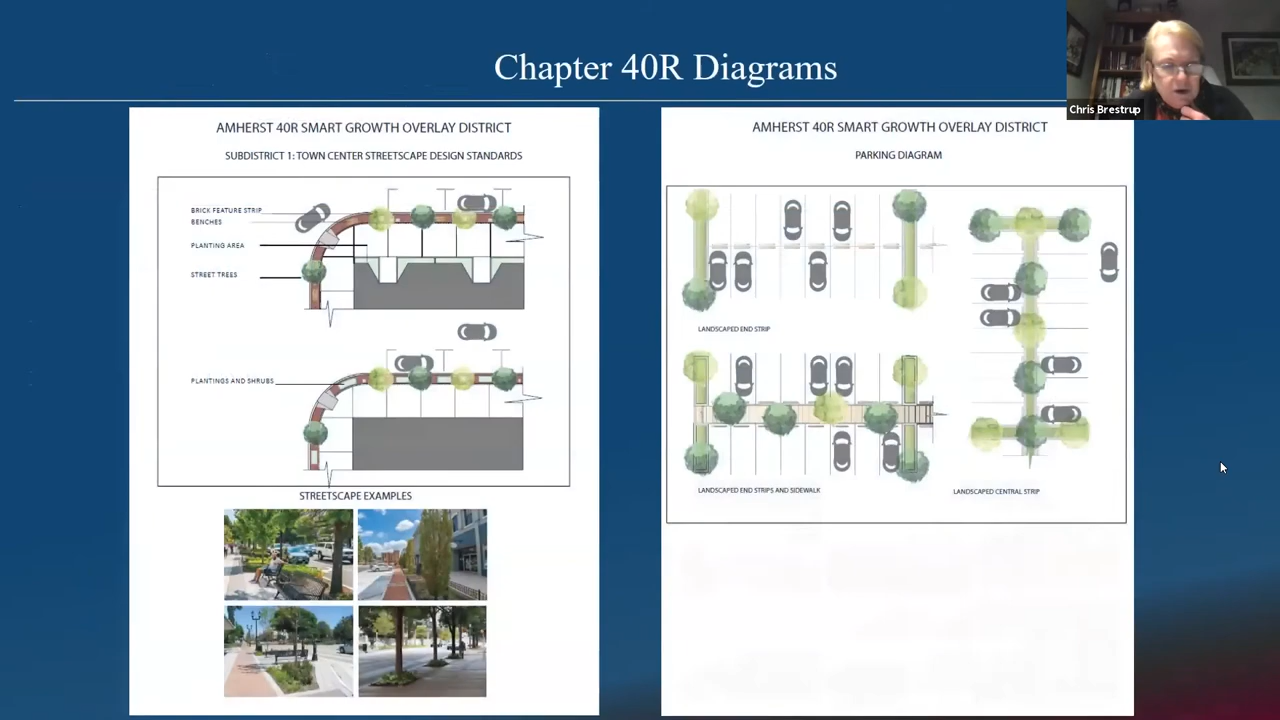 Chapter 40R Diagrams
Chris Brestrup
AMHERST 40R SMART GROWTH OVERLAY DISTRICT
SUBDISTRICT 1: TOWN CENTER STREETSCAPE DESIGN STANDARDS
BRICK FEATURE STRIP
BENCHES
PLANTING AREA
STREET TREES
PLANTINGS AND SHRUBS
STREETSCAPE EXAMPLES
AMHERST 40R SMART GROWTH OVERLAY DISTRICT
PARKING DIAGRAM
LANDSCAPED END STRIP
LANDSCAPED END STRIPS AND SIDEWALK
LANDSCAPED CENTRAL STRIP